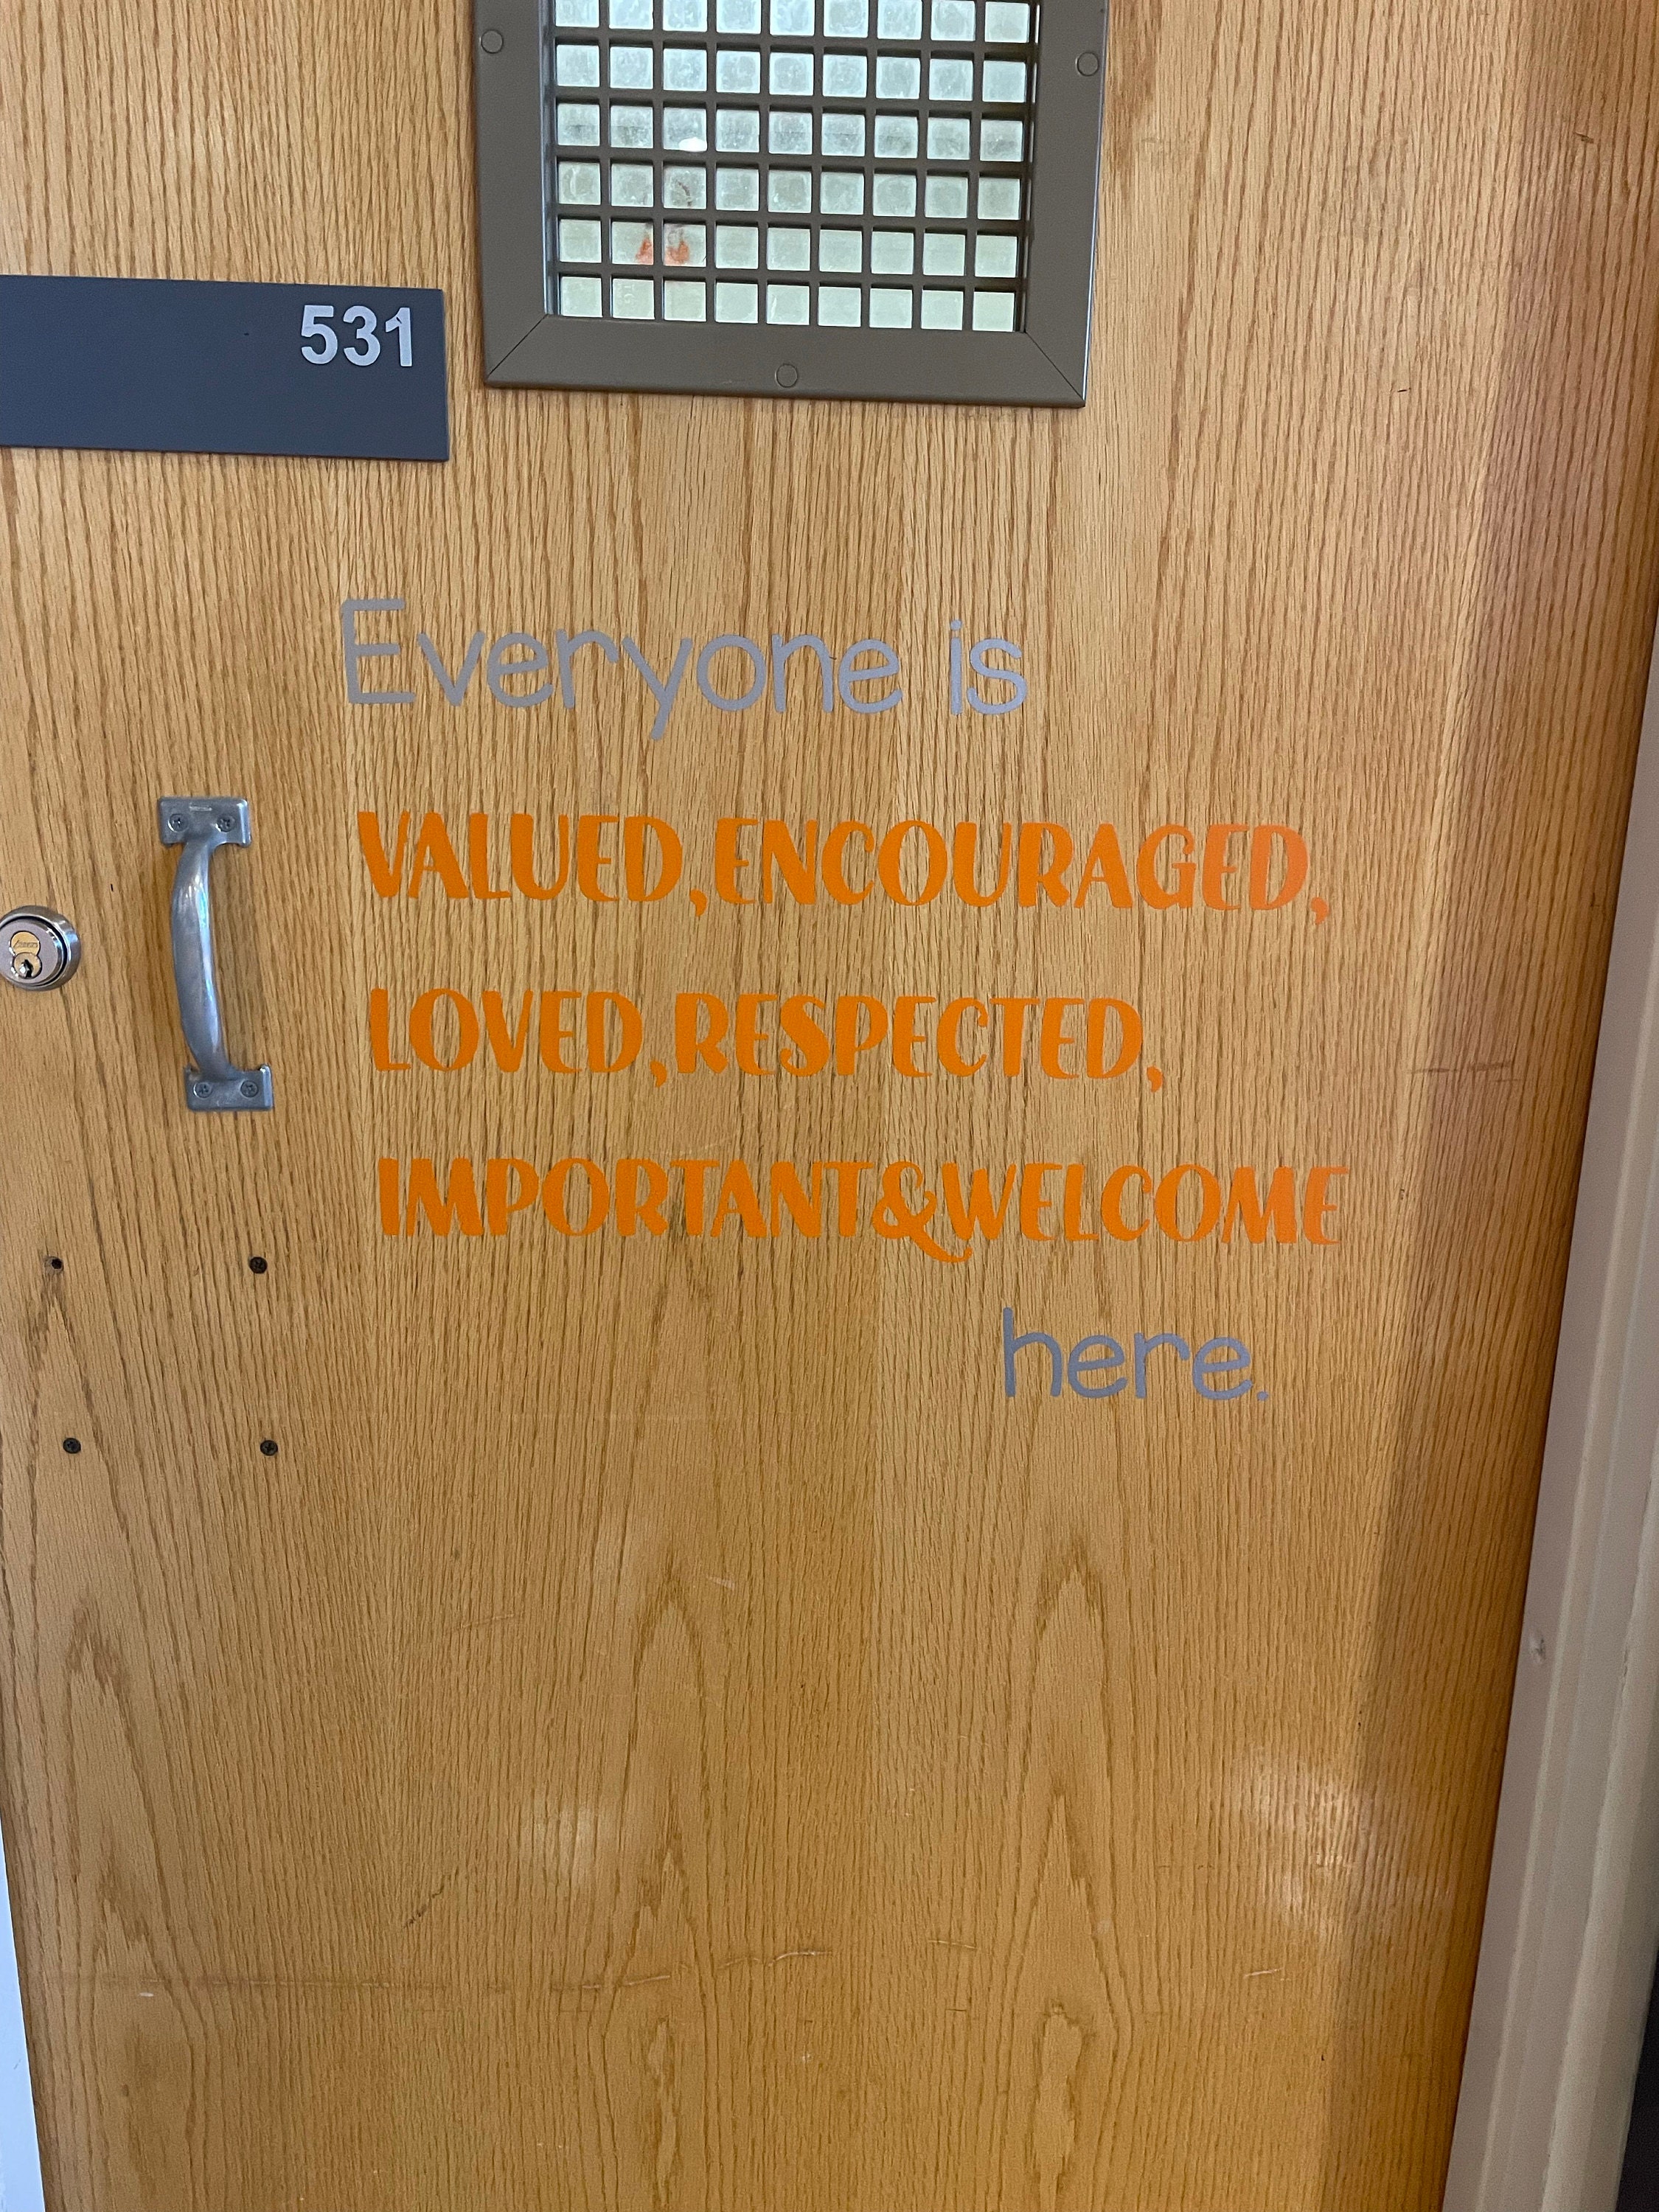 531
Everyone is
VALUED, ENCOURAGED,
LOVED, RESPECTED,
IMPORTANT & WELCOME
here.